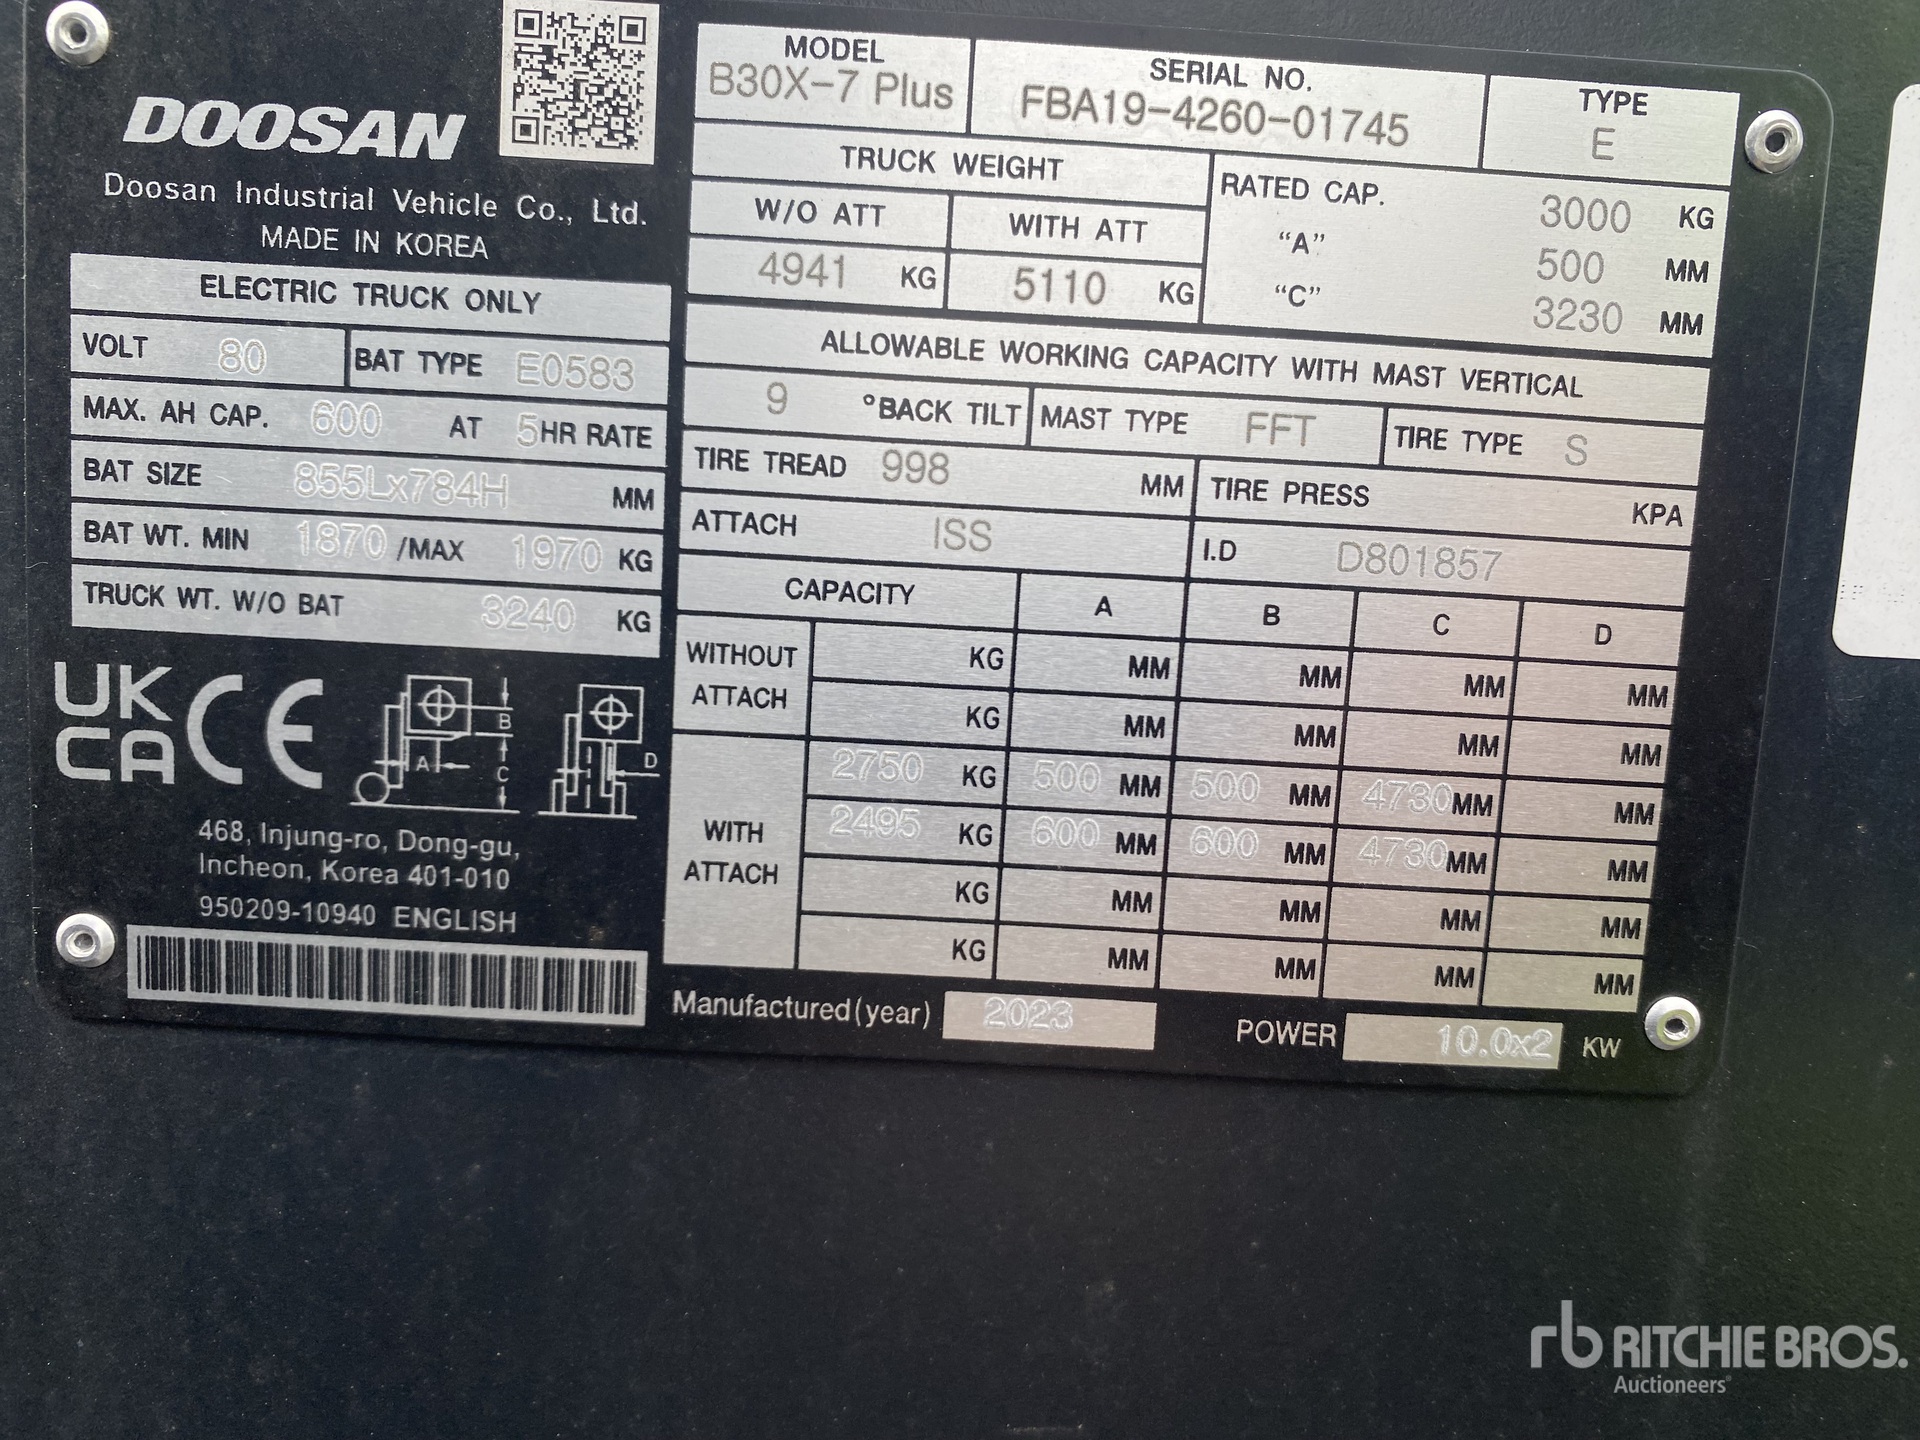 DOOSAN
Doosan Industrial Vehicle Co., Ltd.
MADE IN KOREA
ELECTRIC TRUCK ONLY
VOLT 80 BAT TYPE E0583
MAX. AH CAP. 600 AT 5HR RATE
BAT SIZE 855Lx784H MM
BAT WT. MIN 1870 /MAX 1970 KG
TRUCK WT. W/O BAT 3240 KG
UK
CA CE
A B C D
468, Injung-ro, Dong-gu,
Incheon, Korea 401-010
950209-10940 ENGLISH
MODEL SERIAL NO. TYPE
B30X-7 Plus FBA19-4260-01745 E
TRUCK WEIGHT
W/O ATT WITH ATT
4941 KG 5110 KG
RATED CAP. 3000 KG
"A" 500 MM
"C" 3230 MM
ALLOWABLE WORKING CAPACITY WITH MAST VERTICAL
9 °BACK TILT MAST TYPE FFT TIRE TYPE S
TIRE TREAD 998 MM TIRE PRESS KPA
ATTACH ISS I.D D801857
CAPACITY A B C D
WITHOUT ATTACH
KG MM MM MM MM
KG MM MM MM MM
WITH ATTACH
2750 KG 500 MM 500 MM 4730 MM MM
2495 KG 600 MM 600 MM 4730 MM MM
KG MM MM MM MM
KG MM MM MM MM
Manufactured(year) 2023 POWER 10.0x2 KW
rb RITCHIE BROS.
Auctioneers